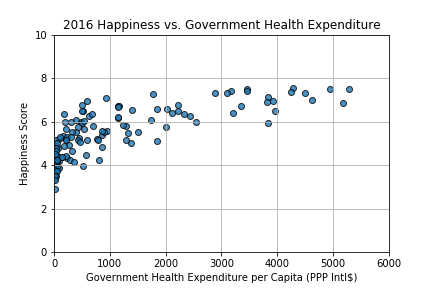 2016 Happiness vs. Government Health Expenditure
10
8
6
4
2
0
Happiness Score
0 1000 2000 3000 4000 5000 6000
Government Health Expenditure per Capita (PPP Intl$)